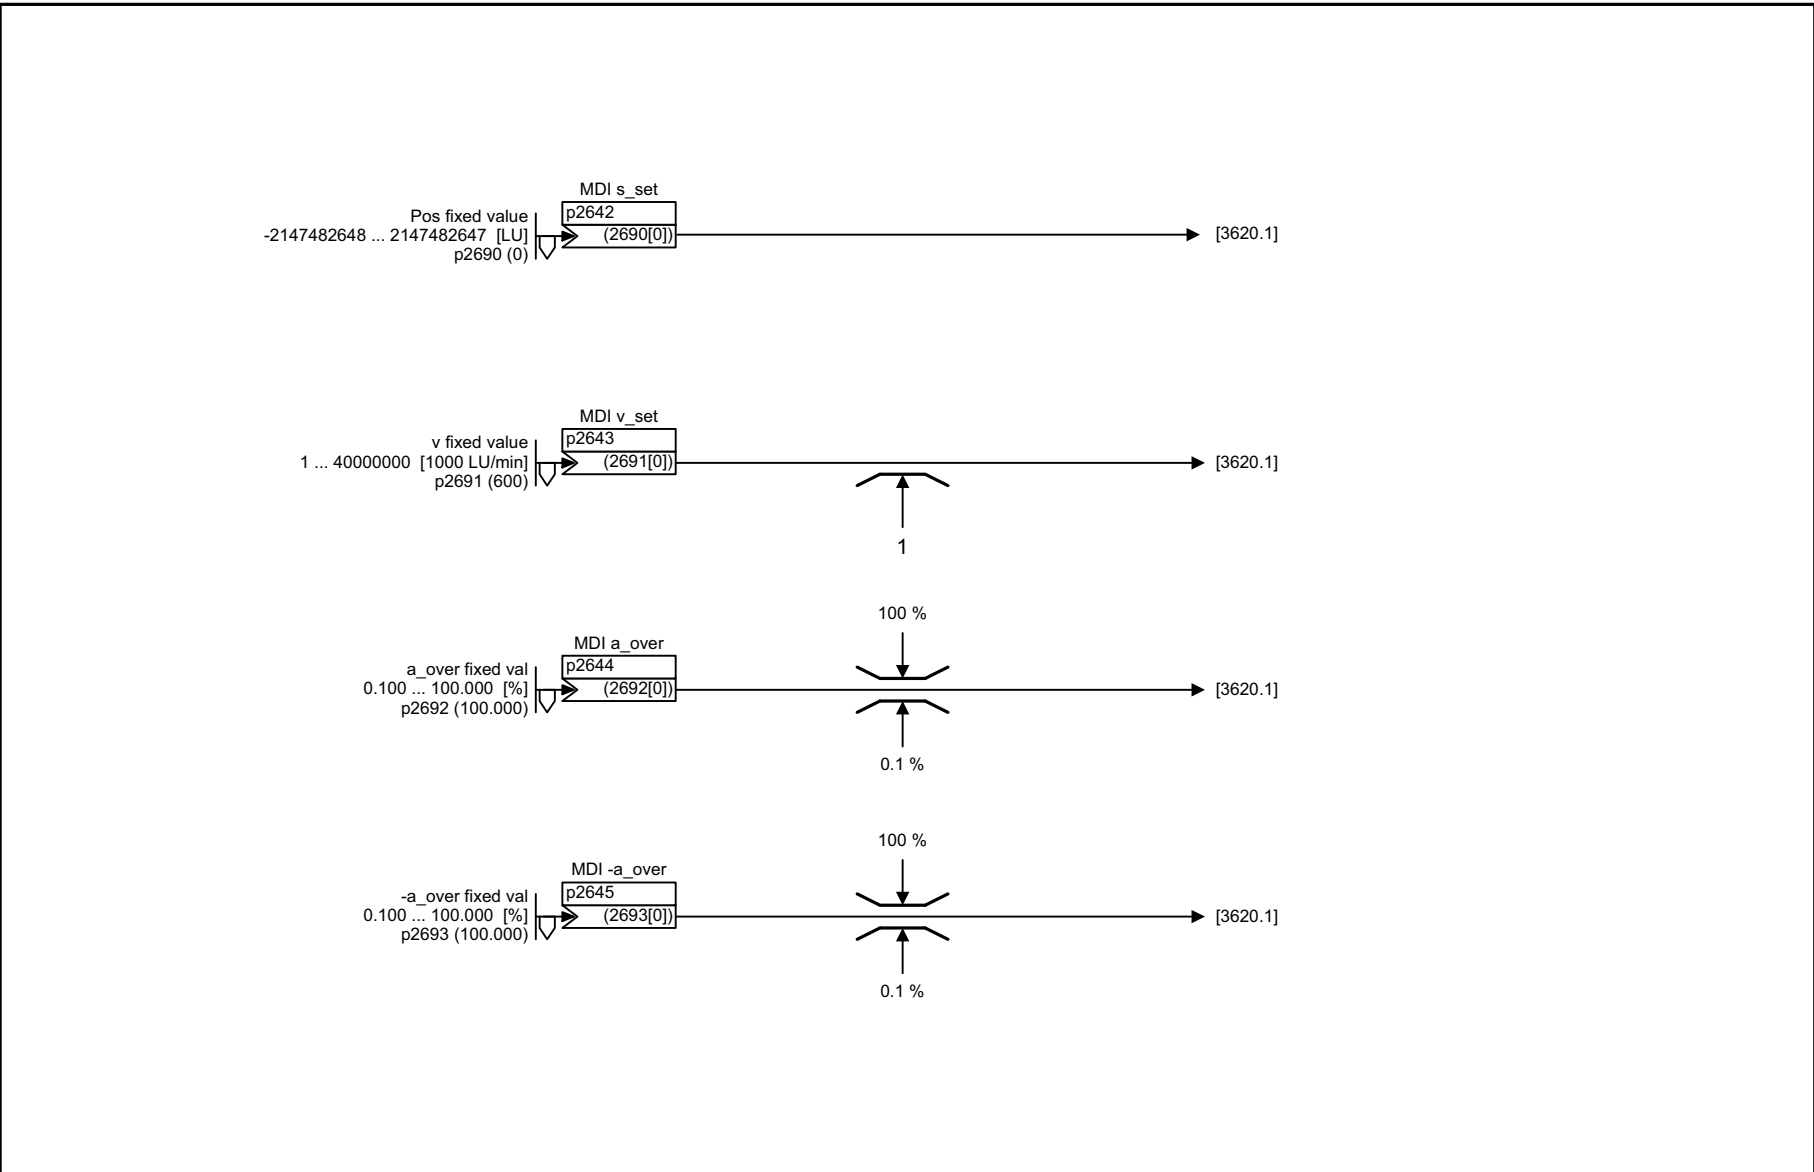 MDI s_set
Pos fixed value
p2642
-2147482648 ... 2147482647 [LU]
(2690[0])
[3620.1]
p2690 (0)
MDI v_set
v fixed value
p2643
1 ... 40000000 [1000 LU/min]
(2691[0])
[3620.1]
p2691 (600)
1
100 %
MDI a_over
a_over fixed val
p2644
0.100 ... 100.000 [%]
(2692[0])
[3620.1]
p2692 (100.000)
0.1 %
100 %
MDI -a_over
-a_over fixed val
p2645
0.100 ... 100.000 [%]
(2693[0])
[3620.1]
p2693 (100.000)
0.1 %